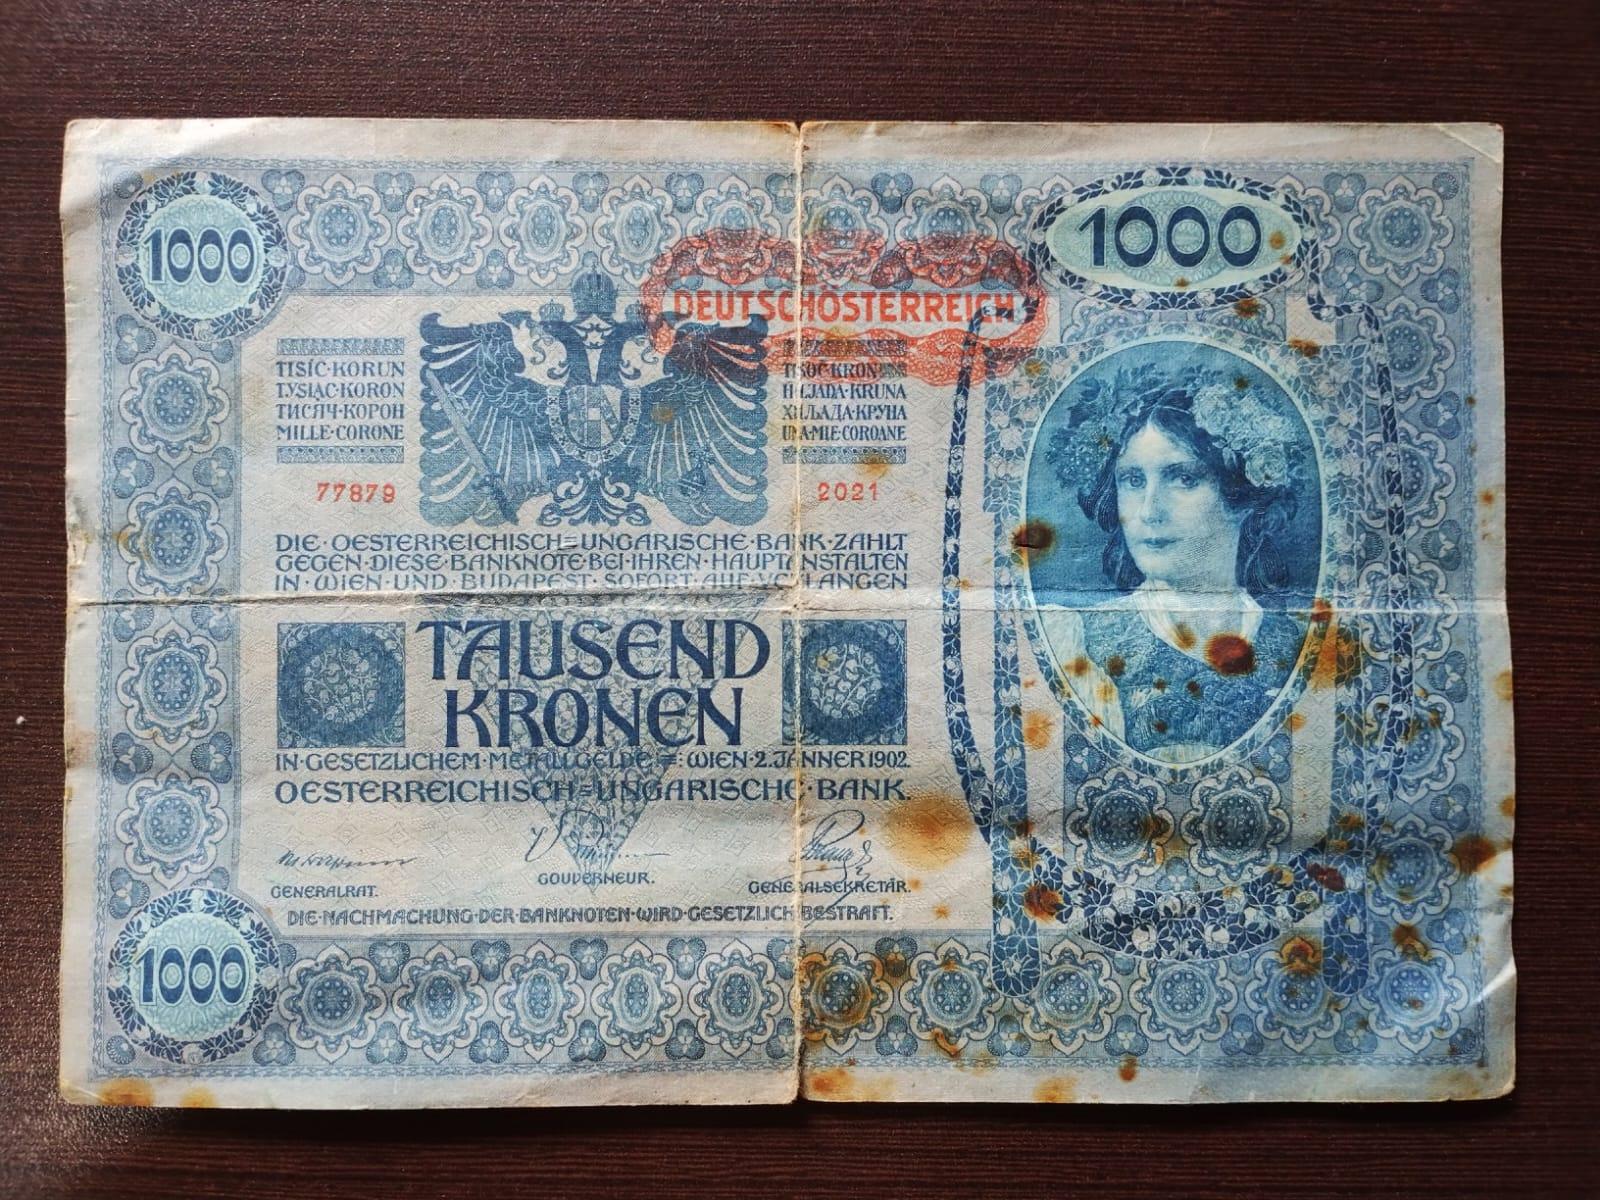 1000
1000
DEUTSCHÖSTERREICH
TISÍC·KORUN
TYSIĄC·KORON
ТИСЯЧ·КОРОН
MILLE·CORONE
TISOČ·KRON
HILJADA·KRUNA
ХИЉАДА·КРУНА
UNA·MIE·COROANE
77879
2021
DIE·OESTERREICHISCH=UNGARISCHE·BANK·ZAHLT
GEGEN·DIESE·BANKNOTE·BEI·IHREN·HAUPTANSTALTEN
IN·WIEN·UND·BUDAPEST·SOFORT·AUF·VERLANGEN
TAUSEND
KRONEN
IN·GESETZLICHEM·METALLGELDE=:WIEN·2.JÄNNER 1902.
OESTERREICHISCH=UNGARISCHE·BANK.
GENERALRAT.
GOUVERNEUR.
GENERALSEKRETÄR.
DIE·NACHMACHUNG·DER·BANKNOTEN·WIRD·GESETZLICH BESTRAFT.
1000